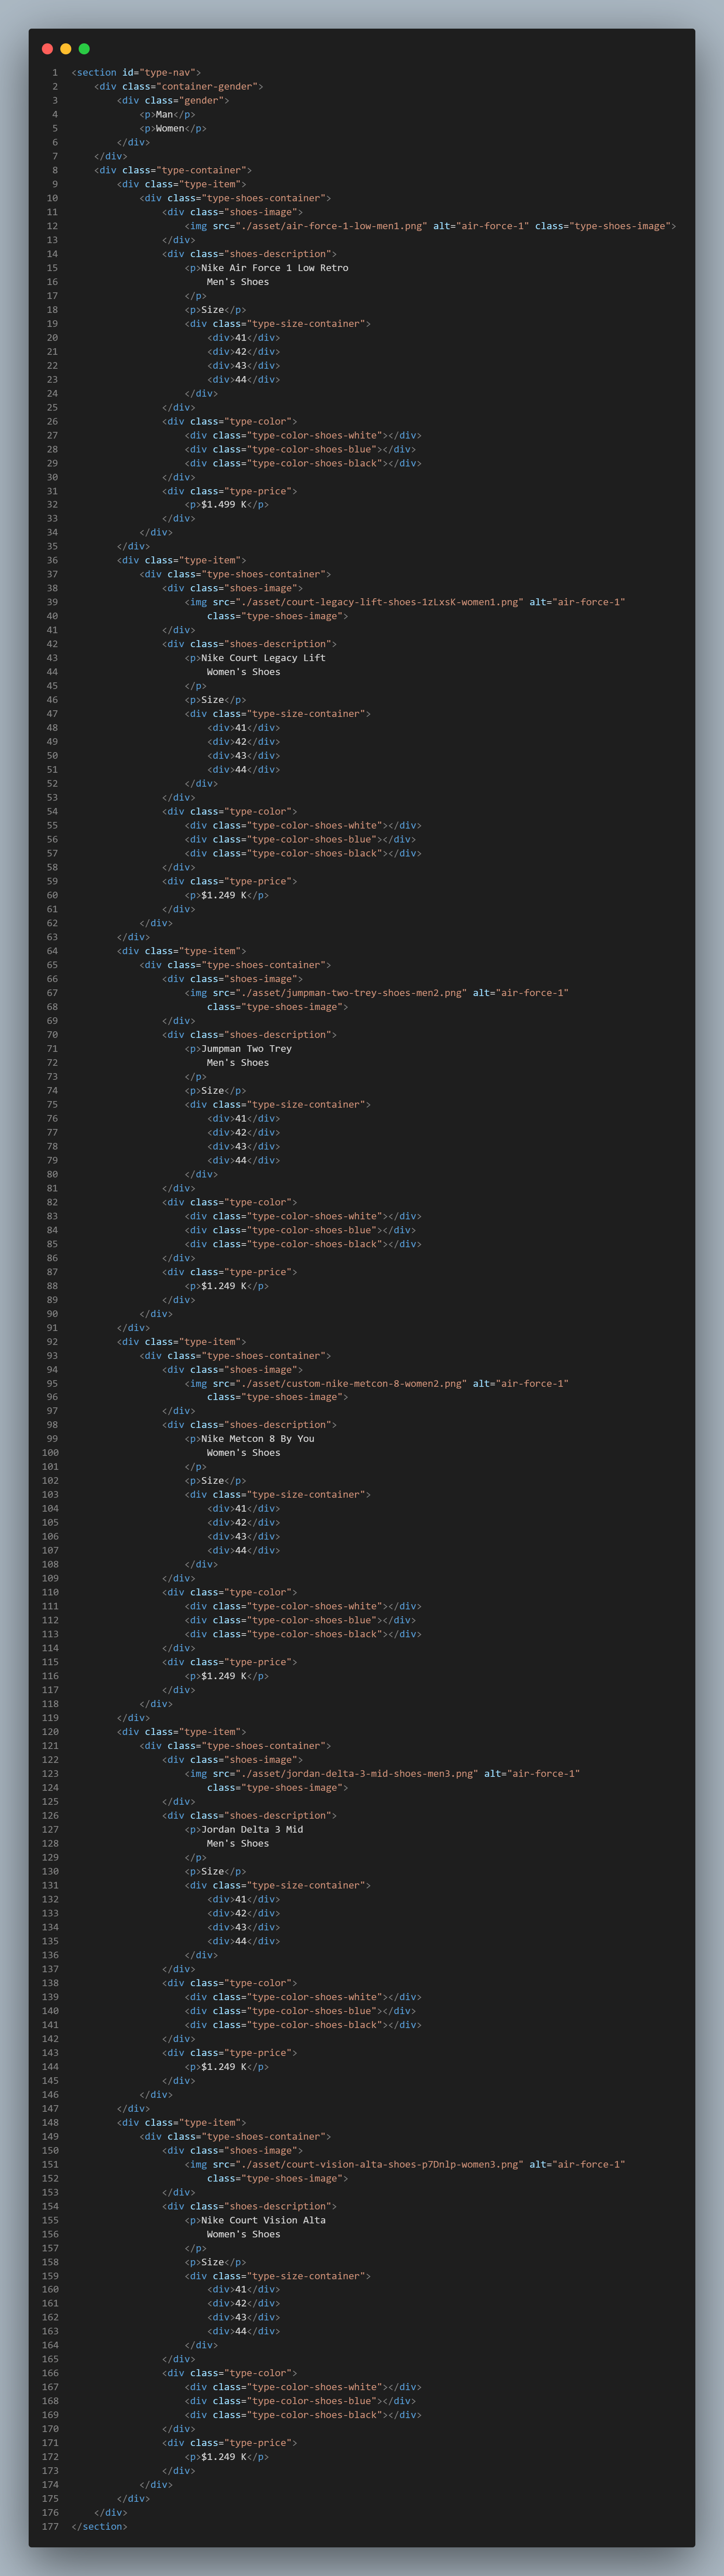 1 <section id="type-nav">
2     <div class="container-gender">
3         <div class="gender">
4             <p>Man</p>
5             <p>Women</p>
6         </div>
7     </div>
8     <div class="type-container">
9         <div class="type-item">
10             <div class="type-shoes-container">
11                 <div class="shoes-image">
12                     <img src="./asset/air-force-1-low-men1.png" alt="air-force-1" class="type-shoes-image">
13                 </div>
14                 <div class="shoes-description">
15                     <p>Nike Air Force 1 Low Retro
16                         Men's Shoes
17                     </p>
18                     <p>Size</p>
19                     <div class="type-size-container">
20                         <div>41</div>
21                         <div>42</div>
22                         <div>43</div>
23                         <div>44</div>
24                     </div>
25                 </div>
26                 <div class="type-color">
27                     <div class="type-color-shoes-white"></div>
28                     <div class="type-color-shoes-blue"></div>
29                     <div class="type-color-shoes-black"></div>
30                 </div>
31                 <div class="type-price">
32                     <p>$1.499 K</p>
33                 </div>
34             </div>
35         </div>
36         <div class="type-item">
37             <div class="type-shoes-container">
38                 <div class="shoes-image">
39                     <img src="./asset/court-legacy-lift-shoes-1zLxsK-women1.png" alt="air-force-1"
40                         class="type-shoes-image">
41                 </div>
42                 <div class="shoes-description">
43                     <p>Nike Court Legacy Lift
44                         Women's Shoes
45                     </p>
46                     <p>Size</p>
47                     <div class="type-size-container">
48                         <div>41</div>
49                         <div>42</div>
50                         <div>43</div>
51                         <div>44</div>
52                     </div>
53                 </div>
54                 <div class="type-color">
55                     <div class="type-color-shoes-white"></div>
56                     <div class="type-color-shoes-blue"></div>
57                     <div class="type-color-shoes-black"></div>
58                 </div>
59                 <div class="type-price">
60                     <p>$1.249 K</p>
61                 </div>
62             </div>
63         </div>
64         <div class="type-item">
65             <div class="type-shoes-container">
66                 <div class="shoes-image">
67                     <img src="./asset/jumpman-two-trey-shoes-men2.png" alt="air-force-1"
68                         class="type-shoes-image">
69                 </div>
70                 <div class="shoes-description">
71                     <p>Jumpman Two Trey
72                         Men's Shoes
73                     </p>
74                     <p>Size</p>
75                     <div class="type-size-container">
76                         <div>41</div>
77                         <div>42</div>
78                         <div>43</div>
79                         <div>44</div>
80                     </div>
81                 </div>
82                 <div class="type-color">
83                     <div class="type-color-shoes-white"></div>
84                     <div class="type-color-shoes-blue"></div>
85                     <div class="type-color-shoes-black"></div>
86                 </div>
87                 <div class="type-price">
88                     <p>$1.249 K</p>
89                 </div>
90             </div>
91         </div>
92         <div class="type-item">
93             <div class="type-shoes-container">
94                 <div class="shoes-image">
95                     <img src="./asset/custom-nike-metcon-8-women2.png" alt="air-force-1"
96                         class="type-shoes-image">
97                 </div>
98                 <div class="shoes-description">
99                     <p>Nike Metcon 8 By You
100                         Women's Shoes
101                     </p>
102                     <p>Size</p>
103                     <div class="type-size-container">
104                         <div>41</div>
105                         <div>42</div>
106                         <div>43</div>
107                         <div>44</div>
108                     </div>
109                 </div>
110                 <div class="type-color">
111                     <div class="type-color-shoes-white"></div>
112                     <div class="type-color-shoes-blue"></div>
113                     <div class="type-color-shoes-black"></div>
114                 </div>
115                 <div class="type-price">
116                     <p>$1.249 K</p>
117                 </div>
118             </div>
119         </div>
120         <div class="type-item">
121             <div class="type-shoes-container">
122                 <div class="shoes-image">
123                     <img src="./asset/jordan-delta-3-mid-shoes-men3.png" alt="air-force-1"
124                         class="type-shoes-image">
125                 </div>
126                 <div class="shoes-description">
127                     <p>Jordan Delta 3 Mid
128                         Men's Shoes
129                     </p>
130                     <p>Size</p>
131                     <div class="type-size-container">
132                         <div>41</div>
133                         <div>42</div>
134                         <div>43</div>
135                         <div>44</div>
136                     </div>
137                 </div>
138                 <div class="type-color">
139                     <div class="type-color-shoes-white"></div>
140                     <div class="type-color-shoes-blue"></div>
141                     <div class="type-color-shoes-black"></div>
142                 </div>
143                 <div class="type-price">
144                     <p>$1.249 K</p>
145                 </div>
146             </div>
147         </div>
148         <div class="type-item">
149             <div class="type-shoes-container">
150                 <div class="shoes-image">
151                     <img src="./asset/court-vision-alta-shoes-p7Dnlp-women3.png" alt="air-force-1"
152                         class="type-shoes-image">
153                 </div>
154                 <div class="shoes-description">
155                     <p>Nike Court Vision Alta
156                         Women's Shoes
157                     </p>
158                     <p>Size</p>
159                     <div class="type-size-container">
160                         <div>41</div>
161                         <div>42</div>
162                         <div>43</div>
163                         <div>44</div>
164                     </div>
165                 </div>
166                 <div class="type-color">
167                     <div class="type-color-shoes-white"></div>
168                     <div class="type-color-shoes-blue"></div>
169                     <div class="type-color-shoes-black"></div>
170                 </div>
171                 <div class="type-price">
172                     <p>$1.249 K</p>
173                 </div>
174             </div>
175         </div>
176     </div>
177 </section>